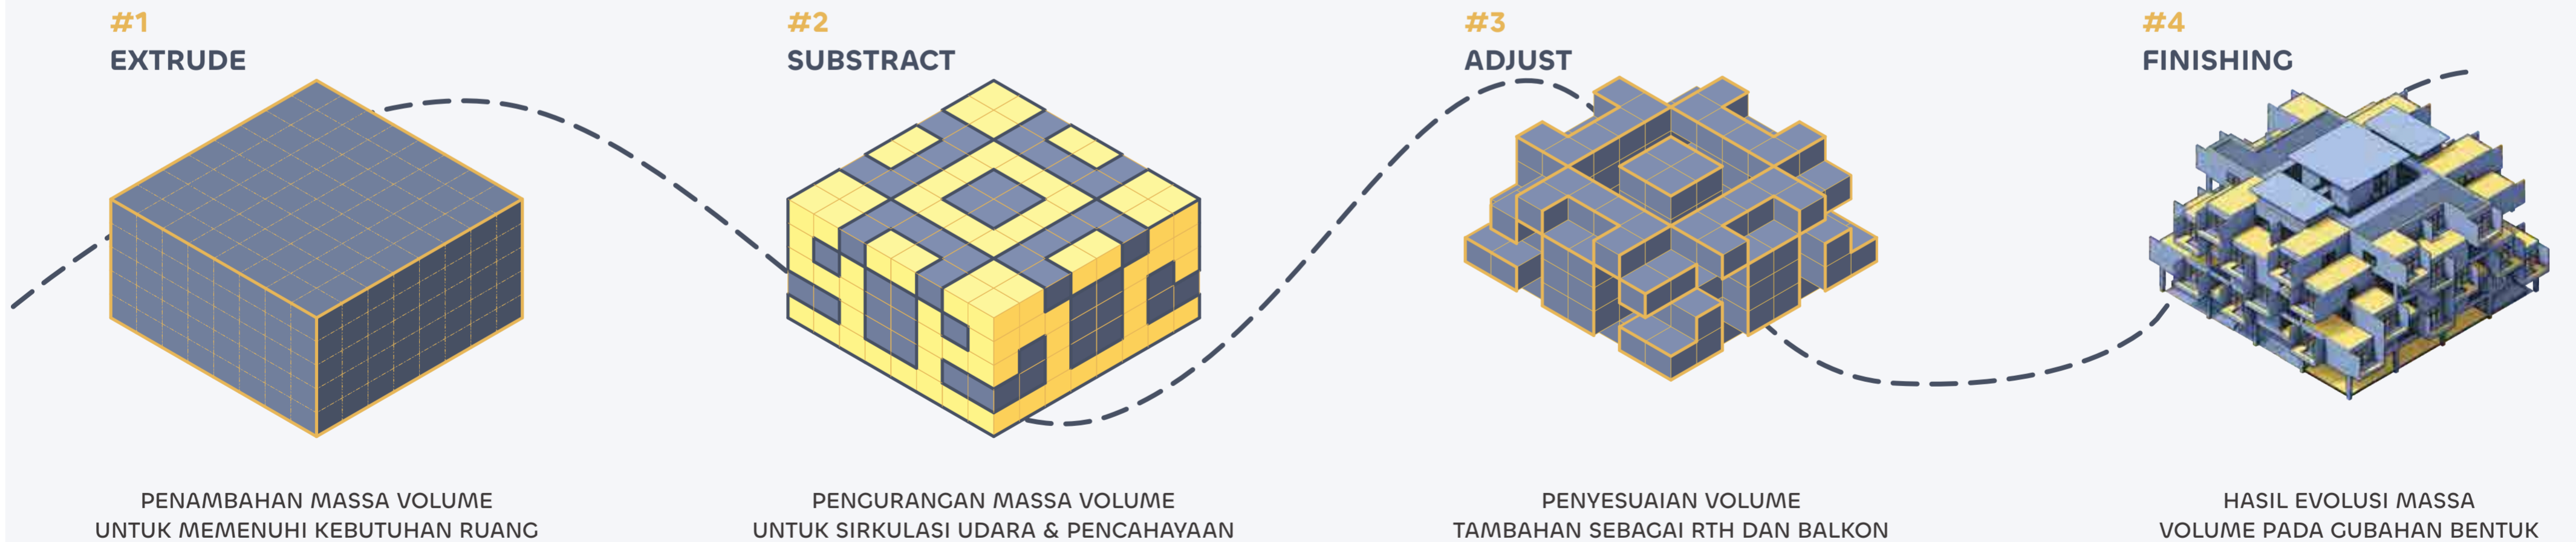 #1
EXTRUDE
PENAMBAHAN MASSA VOLUME
UNTUK MEMENUHI KEBUTUHAN RUANG
#2
SUBSTRACT
PENGURANGAN MASSA VOLUME
UNTUK SIRKULASI UDARA & PENCAHAYAAN
#3
ADJUST
PENYESUAIAN VOLUME
TAMBAHAN SEBAGAI RTH DAN BALKON
#4
FINISHING
HASIL EVOLUSI MASSA
VOLUME PADA GUBAHAN BENTUK